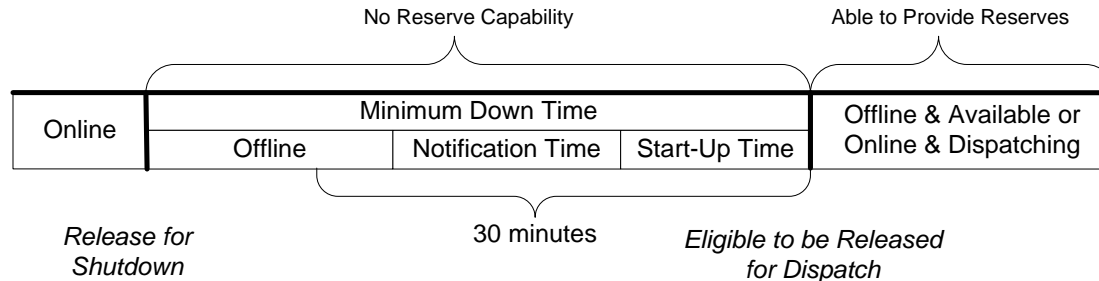 No Reserve Capability
Able to Provide Reserves
Online
Minimum Down Time
Offline
Notification Time
Start-Up Time
Offline & Available or
Online & Dispatching
30 minutes
Release for
Shutdown
Eligible to be Released
for Dispatch